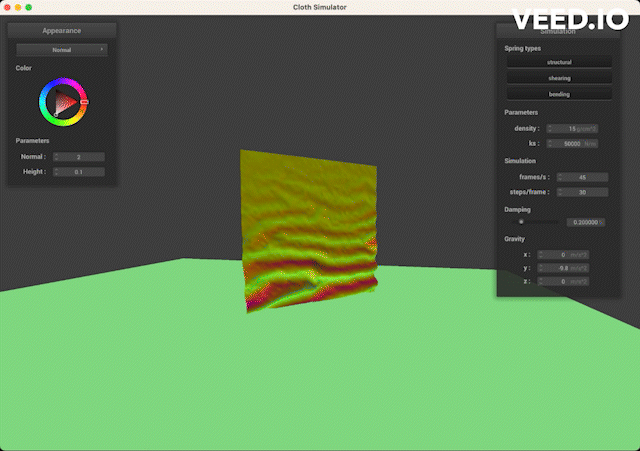 Cloth Simulator
VEED.IO
Appearance
Normal
Color
Parameters
Normal : 2
Height : 0.1
Simulation
Spring types
structural
shearing
bending
Parameters
density : 15 g/cm^2
ks : 50000 N/m
Simulation
frames/s : 45
steps/frame : 30
Damping
0.200000
Gravity
x : 0 m/s^2
y : -9.8 m/s^2
z : 0 m/s^2